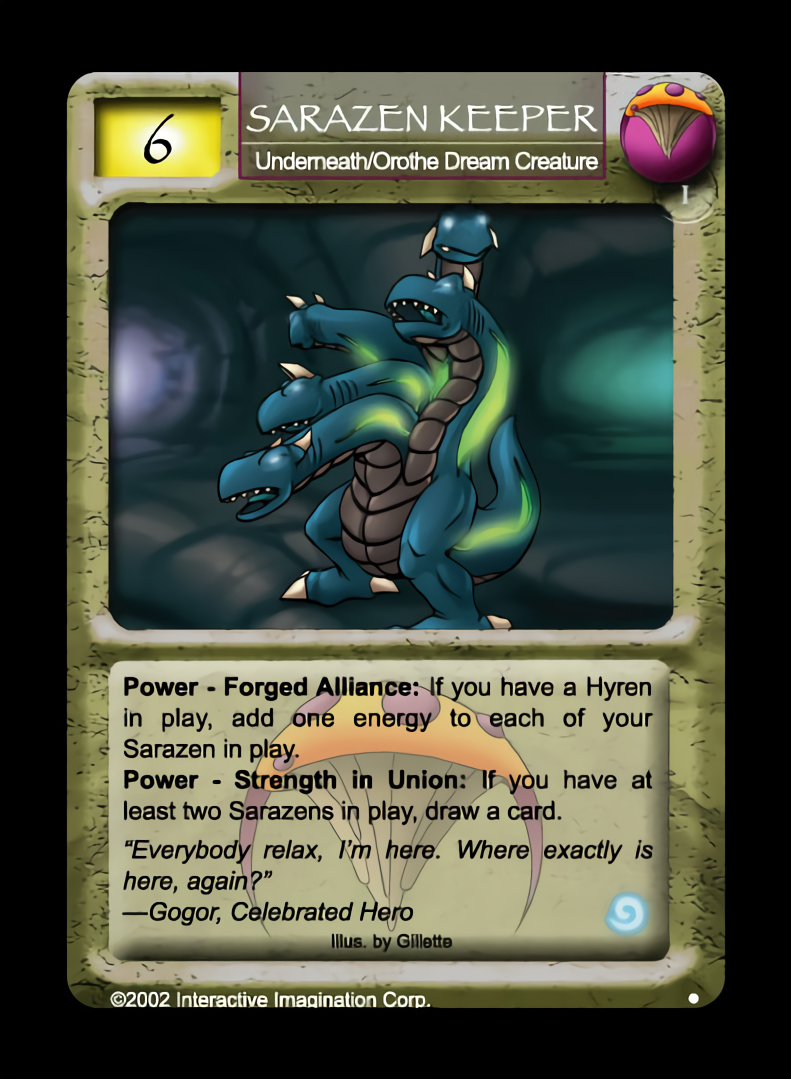 6
SARAZEN KEEPER
Underneath/Orothe Dream Creature
I
Power - Forged Alliance: If you have a Hyren
in play, add one energy to each of your
Sarazen in play.
Power - Strength in Union: If you have at
least two Sarazens in play, draw a card.
"Everybody relax, I'm here. Where exactly is
here, again?"
—Gogor, Celebrated Hero
Illus. by Gillette
©2002 Interactive Imagination Corp.